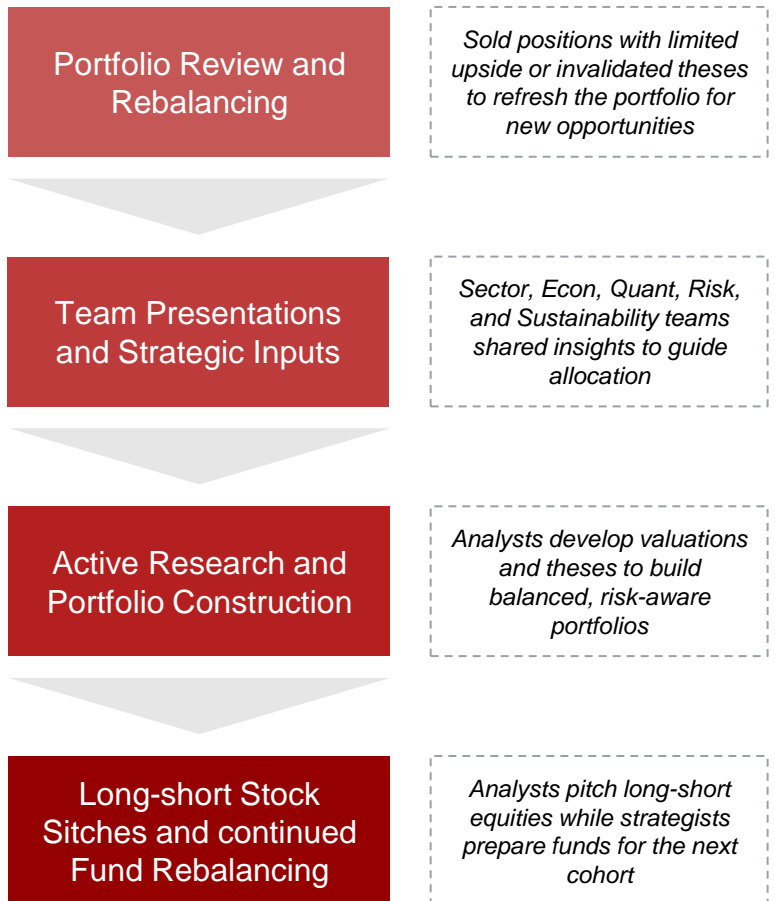 Portfolio Review and
Rebalancing
Sold positions with limited
upside or invalidated theses
to refresh the portfolio for
new opportunities
Team Presentations
and Strategic Inputs
Sector, Econ, Quant, Risk,
and Sustainability teams
shared insights to guide
allocation
Active Research and
Portfolio Construction
Analysts develop valuations
and theses to build
balanced, risk-aware
portfolios
Long-short Stock
Sitches and continued
Fund Rebalancing
Analysts pitch long-short
equities while strategists
prepare funds for the next
cohort